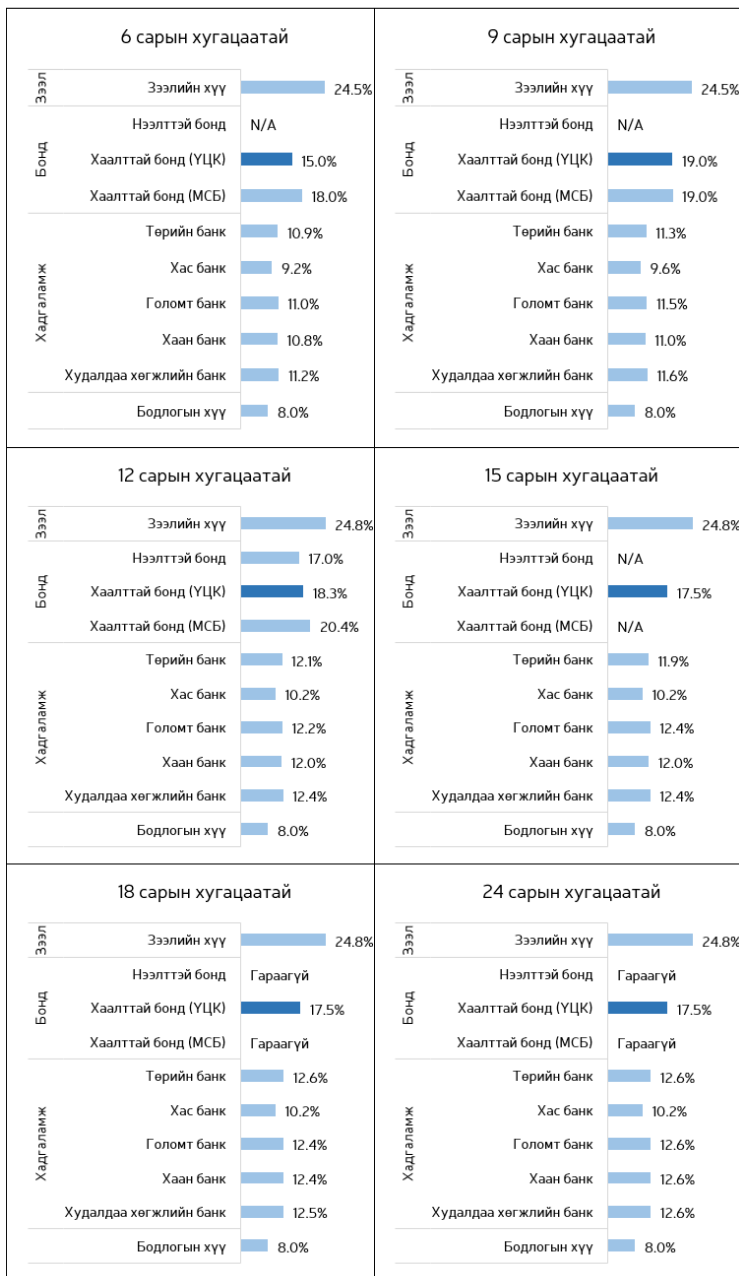 6 сарын хугацаатай
Зээл
Зээлийн хүү 24.5%
Бонд
Нээлттэй бонд N/A
Хаалттай бонд (ҮЦК) 15.0%
Хаалттай бонд (МСБ) 18.0%
Хадгаламж
Төрийн банк 10.9%
Хас банк 9.2%
Голомт банк 11.0%
Хаан банк 10.8%
Худалдаа хөгжлийн банк 11.2%
Бодлогын хүү 8.0%
9 сарын хугацаатай
Зээл
Зээлийн хүү 24.5%
Бонд
Нээлттэй бонд N/A
Хаалттай бонд (ҮЦК) 19.0%
Хаалттай бонд (МСБ) 19.0%
Хадгаламж
Төрийн банк 11.3%
Хас банк 9.6%
Голомт банк 11.5%
Хаан банк 11.0%
Худалдаа хөгжлийн банк 11.6%
Бодлогын хүү 8.0%
12 сарын хугацаатай
Зээл
Зээлийн хүү 24.8%
Бонд
Нээлттэй бонд 17.0%
Хаалттай бонд (ҮЦК) 18.3%
Хаалттай бонд (МСБ) 20.4%
Хадгаламж
Төрийн банк 12.1%
Хас банк 10.2%
Голомт банк 12.2%
Хаан банк 12.0%
Худалдаа хөгжлийн банк 12.4%
Бодлогын хүү 8.0%
15 сарын хугацаатай
Зээл
Зээлийн хүү 24.8%
Бонд
Нээлттэй бонд N/A
Хаалттай бонд (ҮЦК) 17.5%
Хаалттай бонд (МСБ) N/A
Хадгаламж
Төрийн банк 11.9%
Хас банк 10.2%
Голомт банк 12.4%
Хаан банк 12.0%
Худалдаа хөгжлийн банк 12.4%
Бодлогын хүү 8.0%
18 сарын хугацаатай
Зээл
Зээлийн хүү 24.8%
Бонд
Нээлттэй бонд Гараагүй
Хаалттай бонд (ҮЦК) 17.5%
Хаалттай бонд (МСБ) Гараагүй
Хадгаламж
Төрийн банк 12.6%
Хас банк 10.2%
Голомт банк 12.4%
Хаан банк 12.4%
Худалдаа хөгжлийн банк 12.5%
Бодлогын хүү 8.0%
24 сарын хугацаатай
Зээл
Зээлийн хүү 24.8%
Бонд
Нээлттэй бонд Гараагүй
Хаалттай бонд (ҮЦК) 17.5%
Хаалттай бонд (МСБ) Гараагүй
Хадгаламж
Төрийн банк 12.6%
Хас банк 10.2%
Голомт банк 12.6%
Хаан банк 12.6%
Худалдаа хөгжлийн банк 12.6%
Бодлогын хүү 8.0%